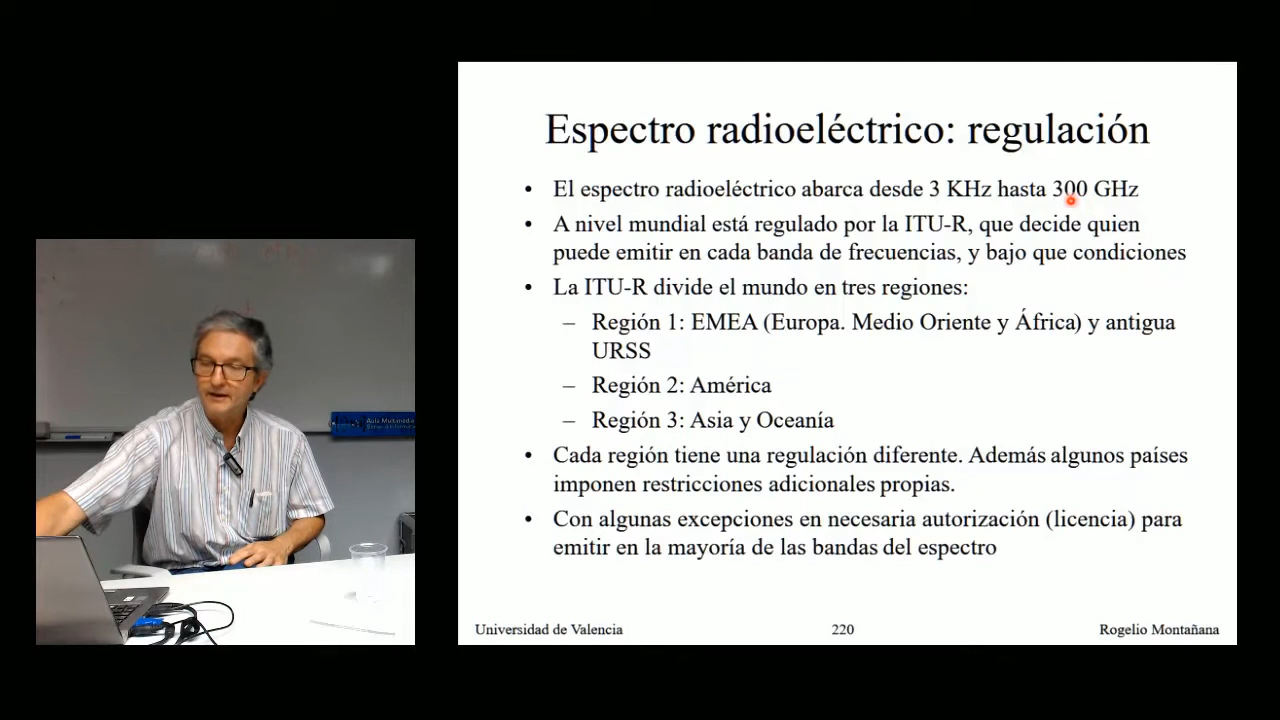 Espectro radioeléctrico: regulación
• El espectro radioeléctrico abarca desde 3 KHz hasta 300 GHz
• A nivel mundial está regulado por la ITU-R, que decide quien
puede emitir en cada banda de frecuencias, y bajo que condiciones
• La ITU-R divide el mundo en tres regiones:
– Región 1: EMEA (Europa. Medio Oriente y África) y antigua
URSS
– Región 2: América
– Región 3: Asia y Oceanía
• Cada región tiene una regulación diferente. Además algunos países
imponen restricciones adicionales propias.
• Con algunas excepciones en necesaria autorización (licencia) para
emitir en la mayoría de las bandas del espectro
Universidad de Valencia
220
Rogelio Montañana
Aula Multimedia